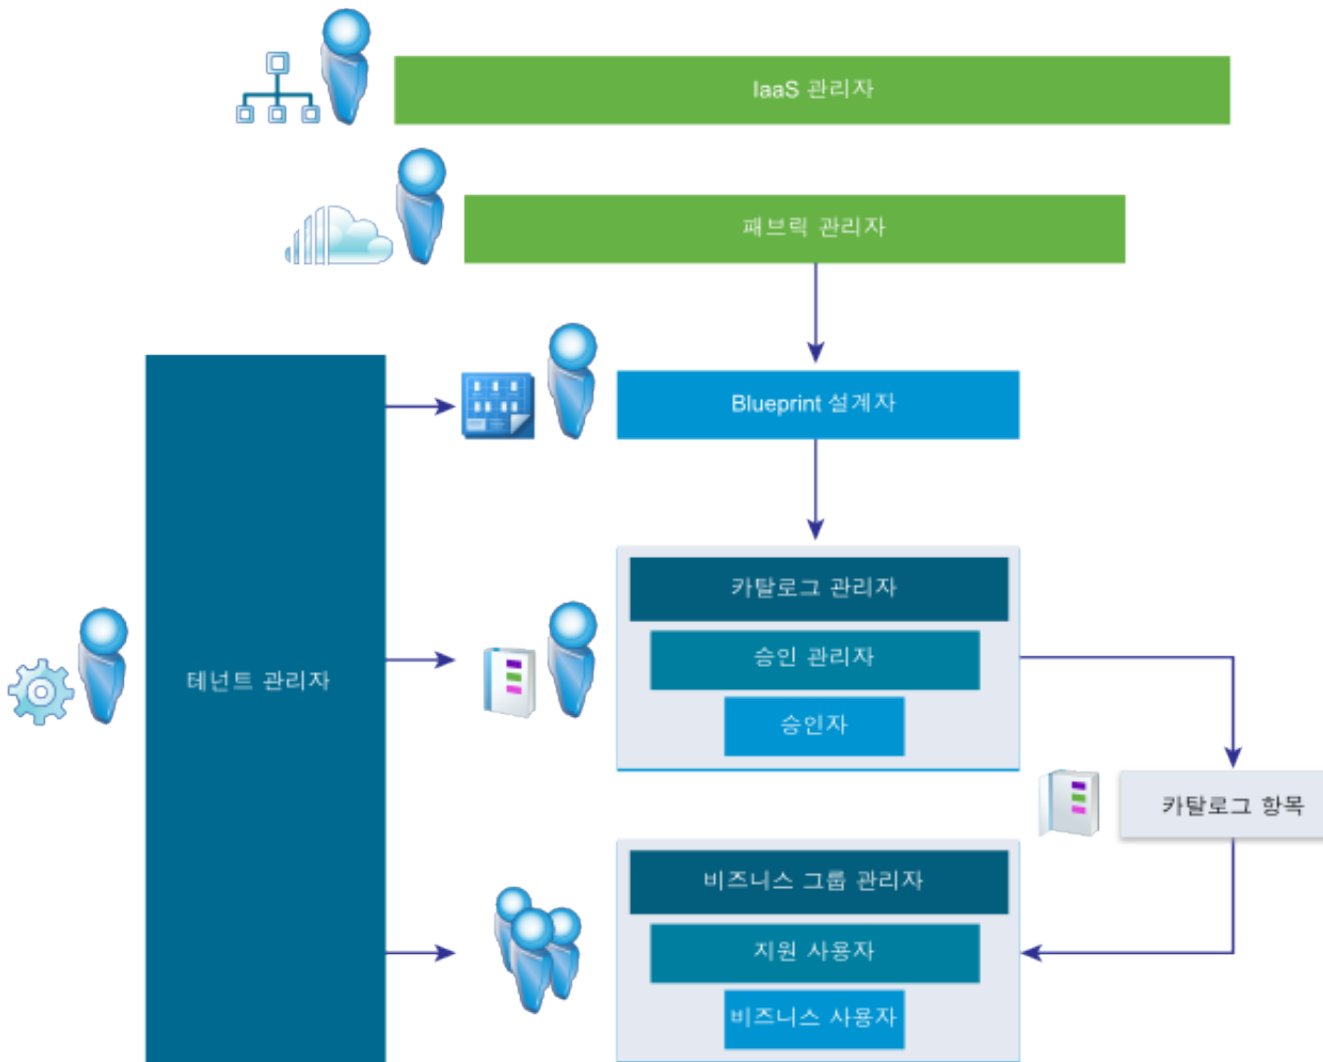 IaaS 관리자
패브릭 관리자
Blueprint 설계자
테넌트 관리자
카탈로그 관리자
승인 관리자
승인자
카탈로그 항목
비즈니스 그룹 관리자
지원 사용자
비즈니스 사용자